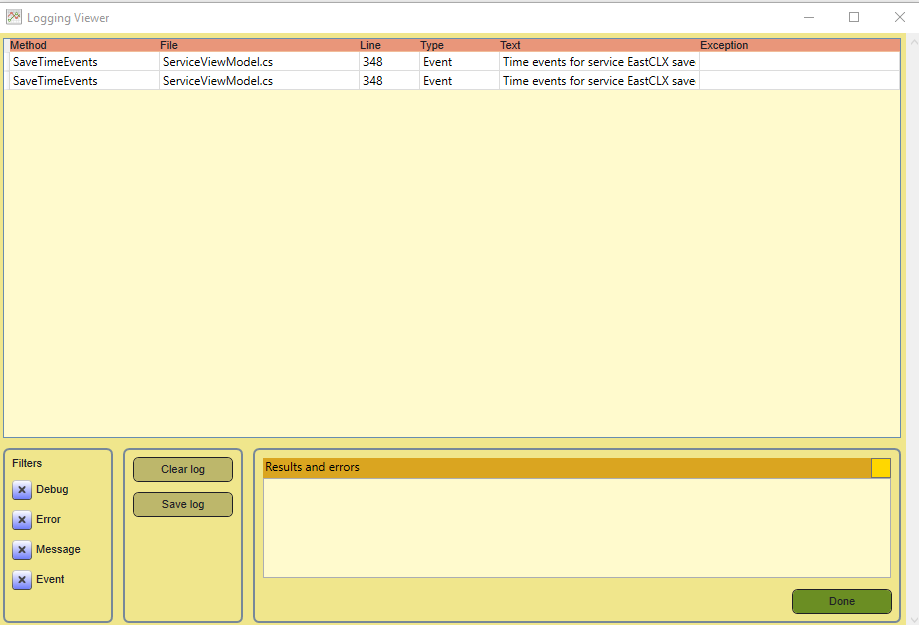 Logging Viewer
Method File Line Type Text Exception
SaveTimeEvents ServiceViewModel.cs 348 Event Time events for service EastCLX save
SaveTimeEvents ServiceViewModel.cs 348 Event Time events for service EastCLX save
Filters
Debug
Error
Message
Event
Clear log
Save log
Results and errors
Done